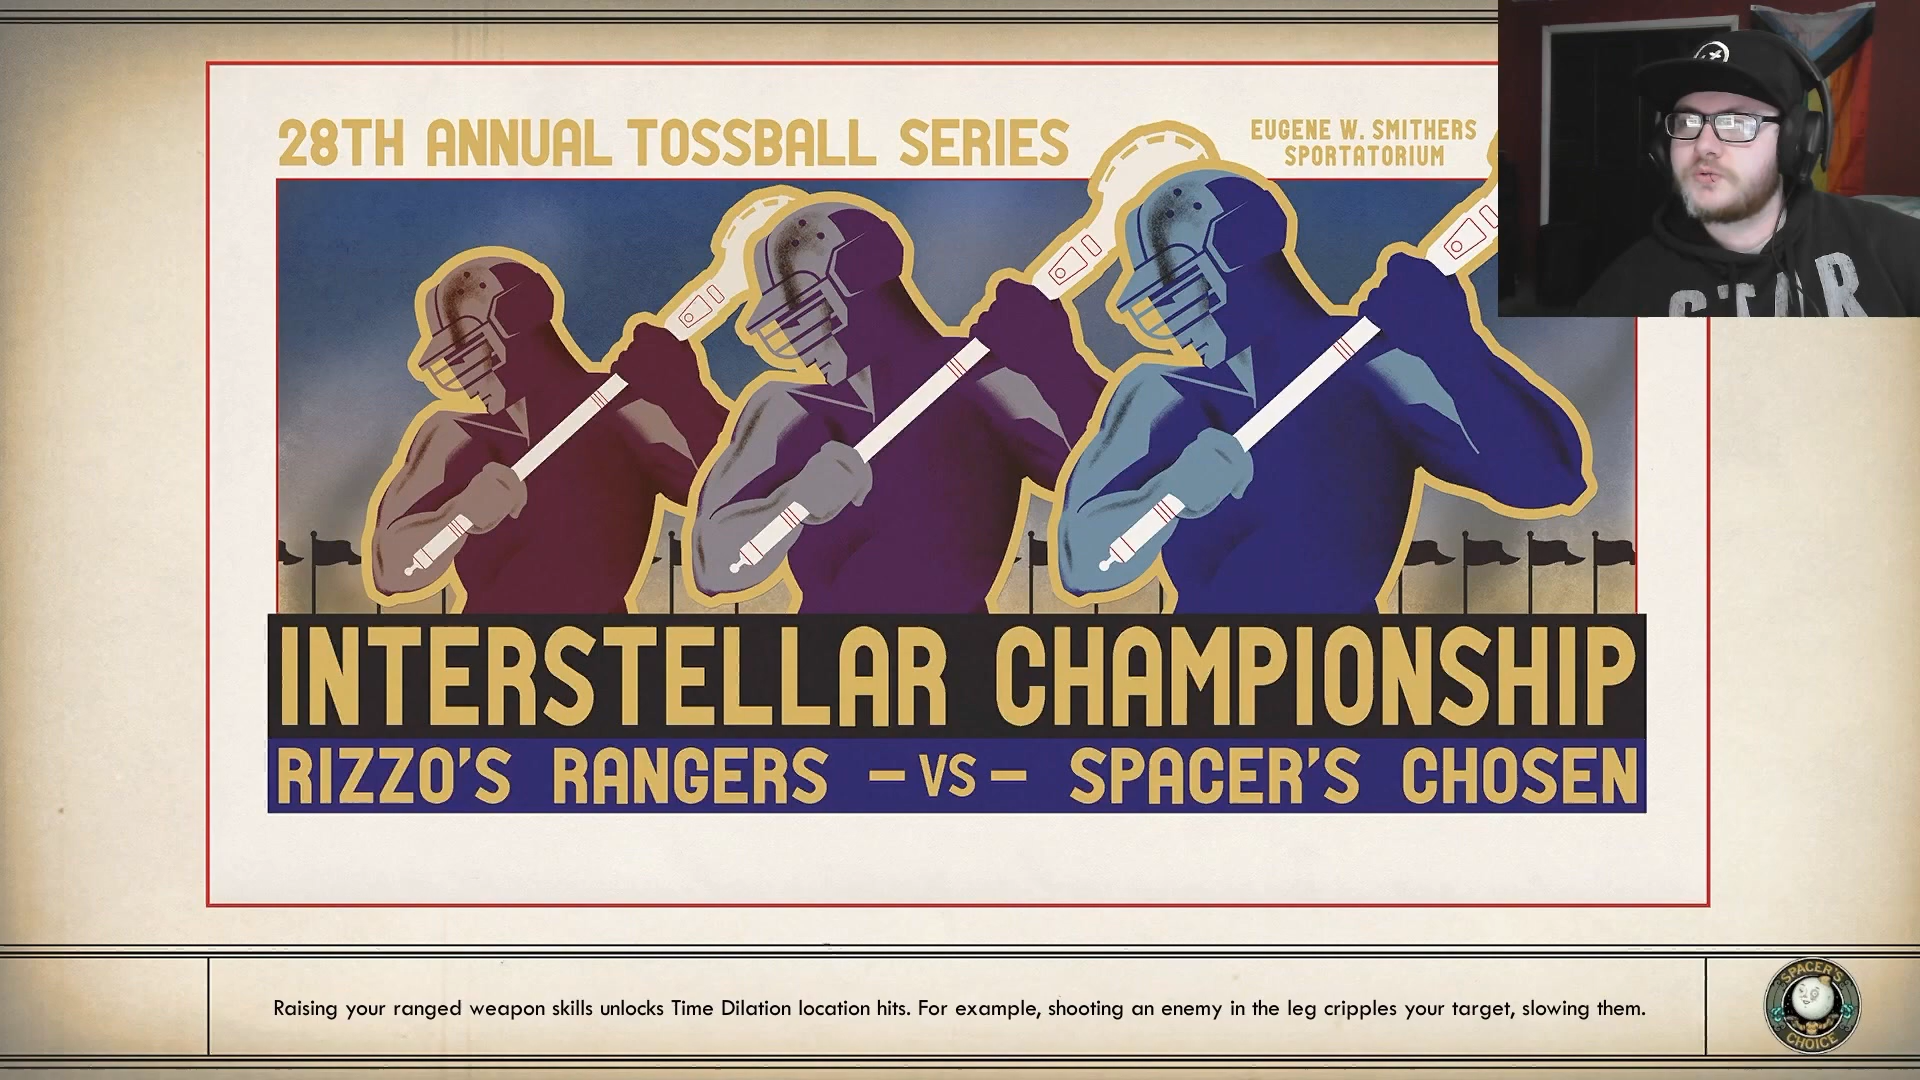 28TH ANNUAL TOSSBALL SERIES
EUGENE W. SMITHERS
SPORTATORIUM
INTERSTELLAR CHAMPIONSHIP
RIZZO'S RANGERS – VS – SPACER'S CHOSEN
Raising your ranged weapon skills unlocks Time Dilation location hits. For example, shooting an enemy in the leg cripples your target, slowing them.
SPACER'S
CHOICE
STAR